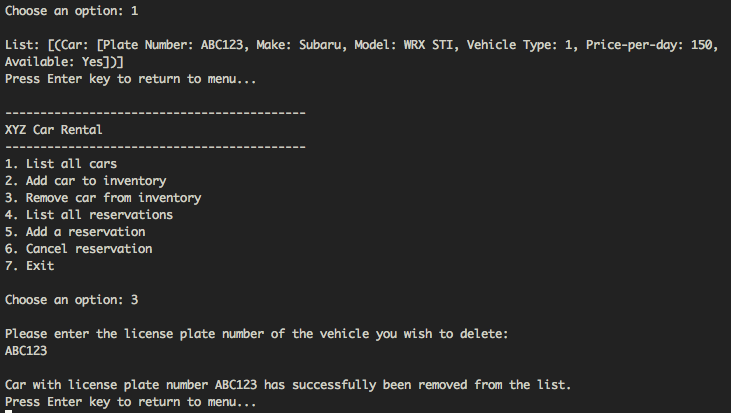 Choose an option: 1
List: [(Car: [Plate Number: ABC123, Make: Subaru, Model: WRX STI, Vehicle Type: 1, Price-per-day: 150,
Available: Yes])]
Press Enter key to return to menu...
-------------------------------------------
XYZ Car Rental
-------------------------------------------
1. List all cars
2. Add car to inventory
3. Remove car from inventory
4. List all reservations
5. Add a reservation
6. Cancel reservation
7. Exit
Choose an option: 3
Please enter the license plate number of the vehicle you wish to delete:
ABC123
Car with license plate number ABC123 has successfully been removed from the list.
Press Enter key to return to menu...